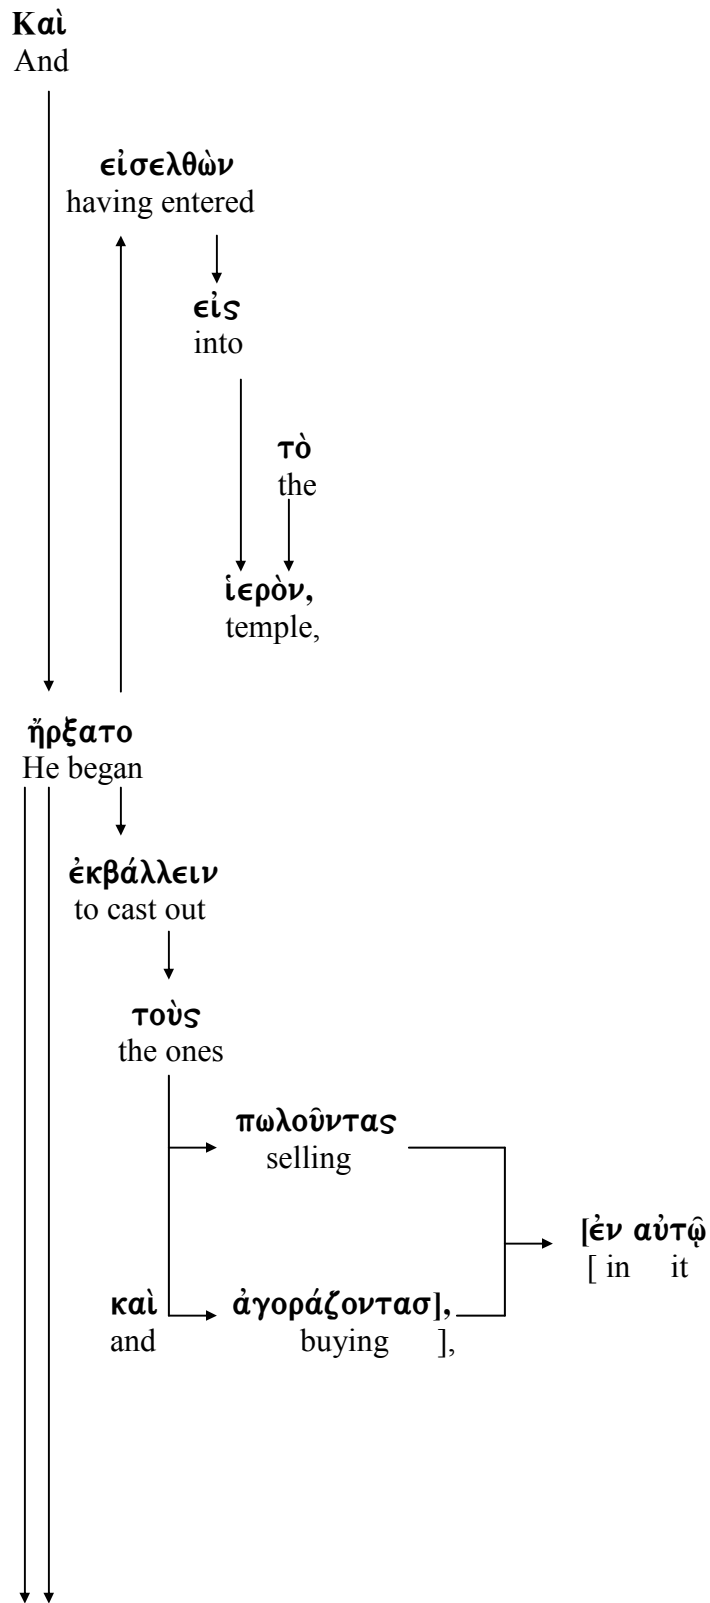 Καὶ
And
εἰσελθὼν
having entered
εἰς
into
τὸ
the
ἱερὸν,
temple,
ἤρξατο
He began
ἐκβάλλειν
to cast out
τοὺς
the ones
πωλοῦντας
selling
[ἐν αὐτῷ
[ in it
καὶ ἀγοράζοντασ],
and buying ],